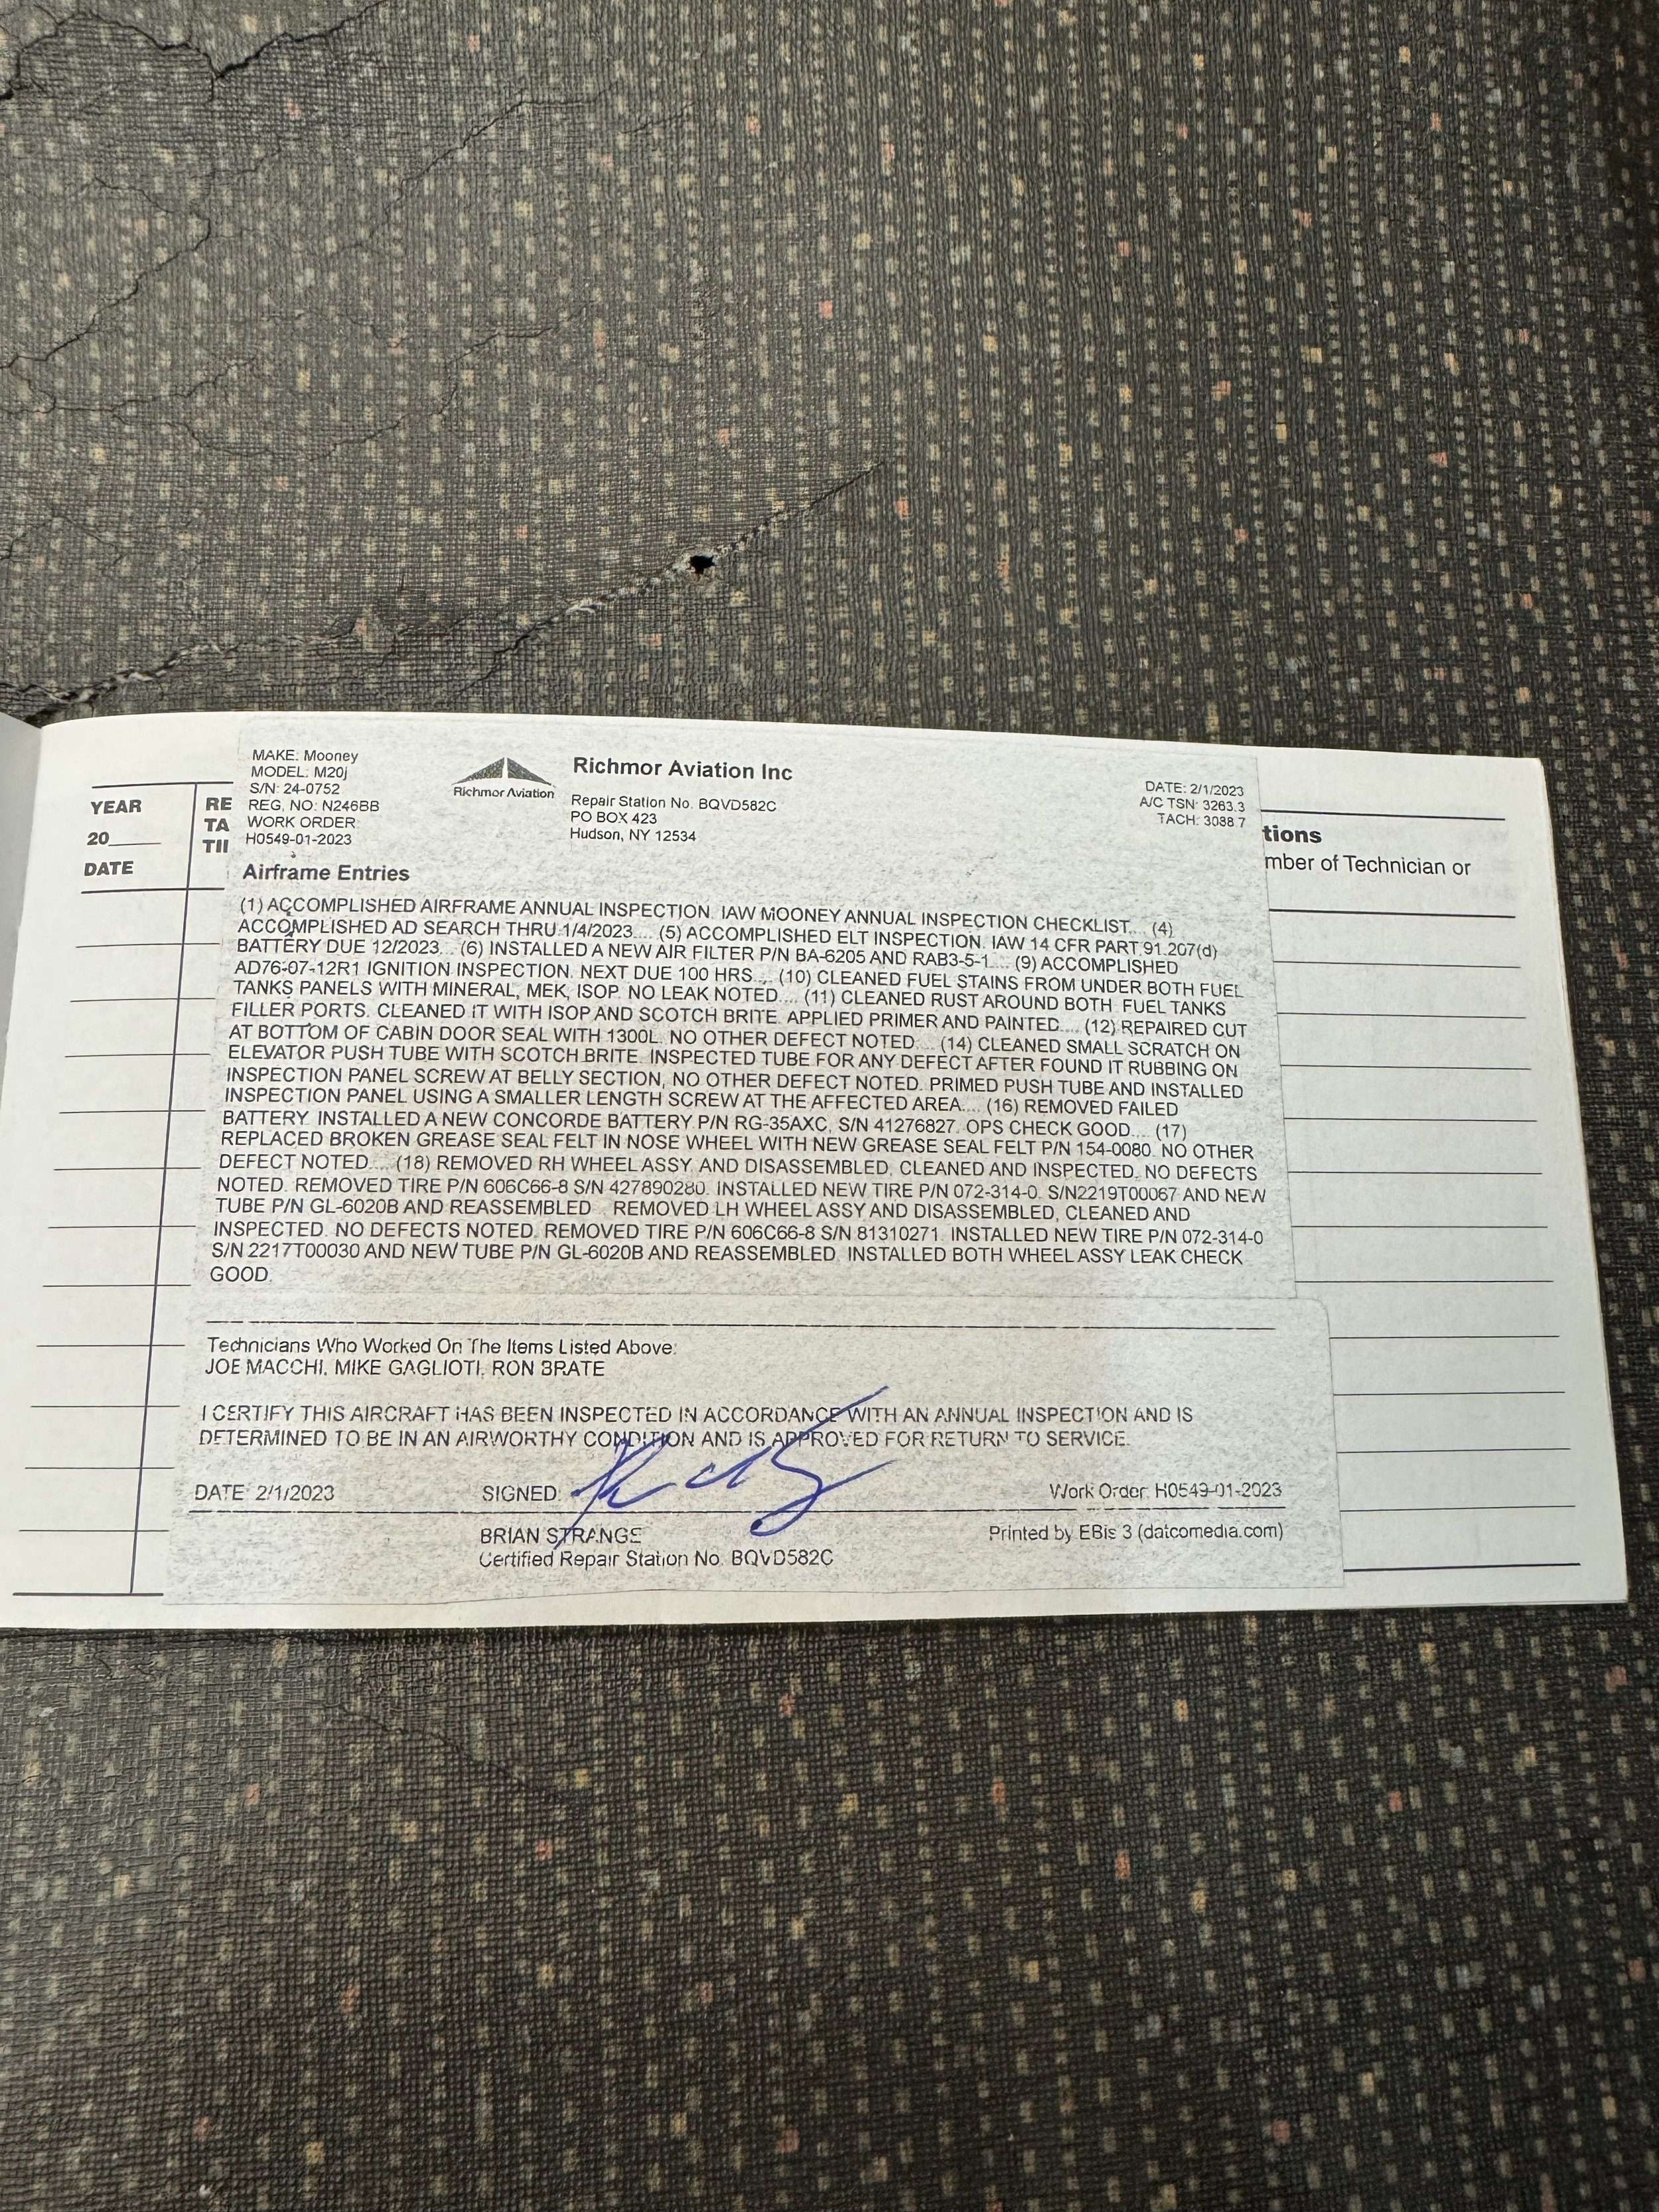 MAKE: Mooney
MODEL: M20j
S/N: 24-0752
REG. NO: N246BB
WORK ORDER:
H0549-01-2023
Richmor Aviation
Richmor Aviation Inc
Repair Station No. BQVD582C
PO BOX 423
Hudson, NY 12534
DATE: 2/1/2023
A/C TSN: 3263.3
TACH: 3088.7
YEAR
20
DATE
RE
TA
TII
tions
mber of Technician or
Airframe Entries
(1) ACCOMPLISHED AIRFRAME ANNUAL INSPECTION. IAW MOONEY ANNUAL INSPECTION CHECKLIST.... (4)
ACCOMPLISHED AD SEARCH THRU 1/4/2023.... (5) ACCOMPLISHED ELT INSPECTION. IAW 14 CFR PART 91.207(d)
BATTERY DUE 12/2023.... (6) INSTALLED A NEW AIR FILTER P/N BA-6205 AND RAB3-5-1.... (9) ACCOMPLISHED
AD76-07-12R1 IGNITION INSPECTION. NEXT DUE 100 HRS.... (10) CLEANED FUEL STAINS FROM UNDER BOTH FUEL
TANKS PANELS WITH MINERAL, MEK, ISOP. NO LEAK NOTED.... (11) CLEANED RUST AROUND BOTH FUEL TANKS
FILLER PORTS. CLEANED IT WITH ISOP AND SCOTCH BRITE. APPLIED PRIMER AND PAINTED.... (12) REPAIRED CUT
AT BOTTOM OF CABIN DOOR SEAL WITH 1300L. NO OTHER DEFECT NOTED.... (14) CLEANED SMALL SCRATCH ON
ELEVATOR PUSH TUBE WITH SCOTCH BRITE. INSPECTED TUBE FOR ANY DEFECT AFTER FOUND IT RUBBING ON
INSPECTION PANEL SCREW AT BELLY SECTION, NO OTHER DEFECT NOTED. PRIMED PUSH TUBE AND INSTALLED
INSPECTION PANEL USING A SMALLER LENGTH SCREW AT THE AFFECTED AREA.... (16) REMOVED FAILED
BATTERY. INSTALLED A NEW CONCORDE BATTERY P/N RG-35AXC, S/N 41276827. OPS CHECK GOOD.... (17)
REPLACED BROKEN GREASE SEAL FELT IN NOSE WHEEL WITH NEW GREASE SEAL FELT P/N 154-0080. NO OTHER
DEFECT NOTED.... (18) REMOVED RH WHEEL ASSY AND DISASSEMBLED, CLEANED AND INSPECTED. NO DEFECTS
NOTED. REMOVED TIRE P/N 606C66-8 S/N 427890280. INSTALLED NEW TIRE P/N 072-314-0. S/N2219T00067 AND NEW
TUBE P/N GL-6020B AND REASSEMBLED. REMOVED LH WHEEL ASSY AND DISASSEMBLED, CLEANED AND
INSPECTED. NO DEFECTS NOTED. REMOVED TIRE P/N 606C66-8 S/N 81310271. INSTALLED NEW TIRE P/N 072-314-0
S/N 2217T00030 AND NEW TUBE P/N GL-6020B AND REASSEMBLED. INSTALLED BOTH WHEEL ASSY LEAK CHECK
GOOD.
Technicians Who Worked On The Items Listed Above:
JOE MACCHI, MIKE GAGLIOTI, RON BRATE
I CERTIFY THIS AIRCRAFT HAS BEEN INSPECTED IN ACCORDANCE WITH AN ANNUAL INSPECTION AND IS
DETERMINED TO BE IN AN AIRWORTHY CONDITION AND IS APPROVED FOR RETURN TO SERVICE.
DATE: 2/1/2023
SIGNED:
Work Order: H0549-01-2023
BRIAN STRANGE
Certified Repair Station No. BQVD582C
Printed by EBis 3 (datcomedia.com)